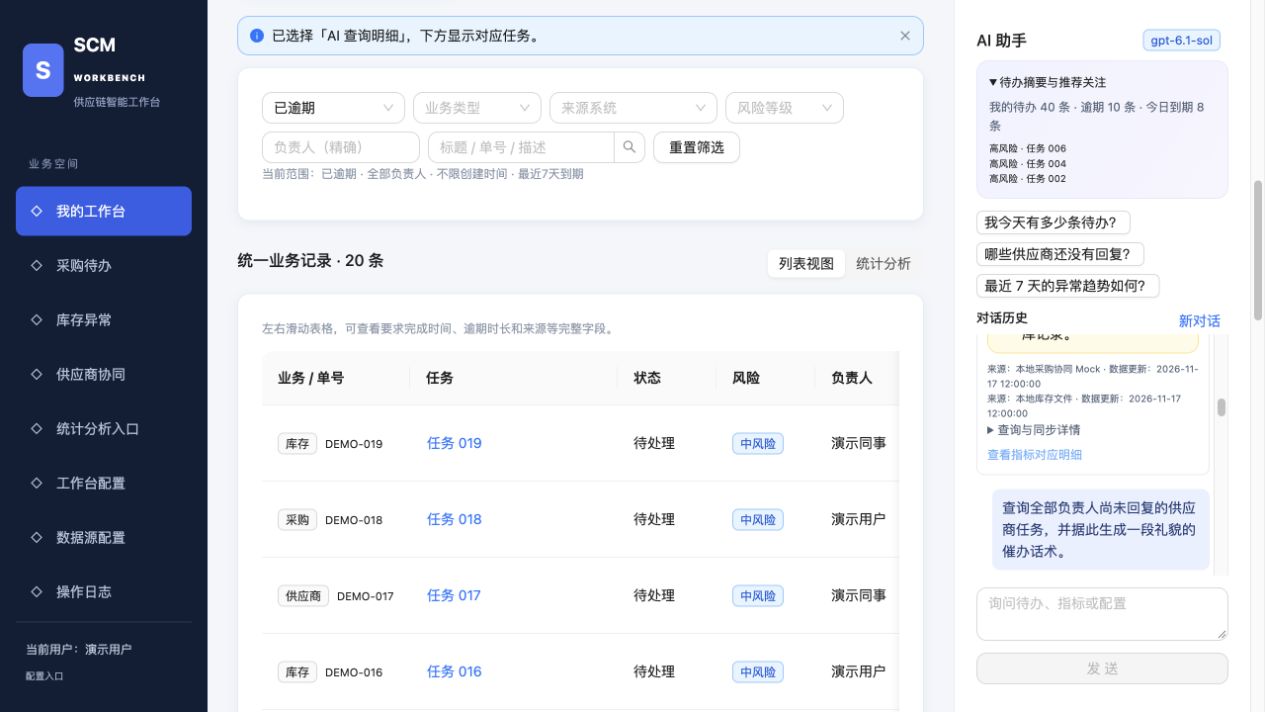 S
SCM
WORKBENCH
供应链智能工作台
业务空间
我的工作台
采购待办
库存异常
供应商协同
统计分析入口
工作台配置
数据源配置
操作日志
当前用户：演示用户
配置入口
已选择「AI 查询明细」，下方显示对应任务。
已逾期
业务类型
来源系统
风险等级
负责人（精确）
标题 / 单号 / 描述
重置筛选
当前范围：已逾期 · 全部负责人 · 不限创建时间 · 最近7天到期
统一业务记录 · 20 条
列表视图
统计分析
左右滑动表格，可查看要求完成时间、逾期时长和来源等完整字段。
业务 / 单号 任务 状态 风险 负责人
库存 DEMO-019 任务 019 待处理 中风险 演示同事
采购 DEMO-018 任务 018 待处理 中风险 演示用户
供应商 DEMO-017 任务 017 待处理 中风险 演示同事
库存 DEMO-016 任务 016 待处理 中风险 演示用户
AI 助手
gpt-6.1-sol
▼待办摘要与推荐关注
我的待办 40 条 · 逾期 10 条 · 今日到期 8
条
高风险 · 任务 006
高风险 · 任务 004
高风险 · 任务 002
我今天有多少条待办？
哪些供应商还没有回复？
最近 7 天的异常趋势如何？
对话历史
新对话
库记录。
来源：本地采购协同 Mock · 数据更新：2026-11-
17 12:00:00
来源：本地库存文件 · 数据更新：2026-11-17
12:00:00
▶查询与同步详情
查看指标对应明细
查询全部负责人尚未回复的供应
商任务，并据此生成一段礼貌的
催办话术。
询问待办、指标或配置
发 送